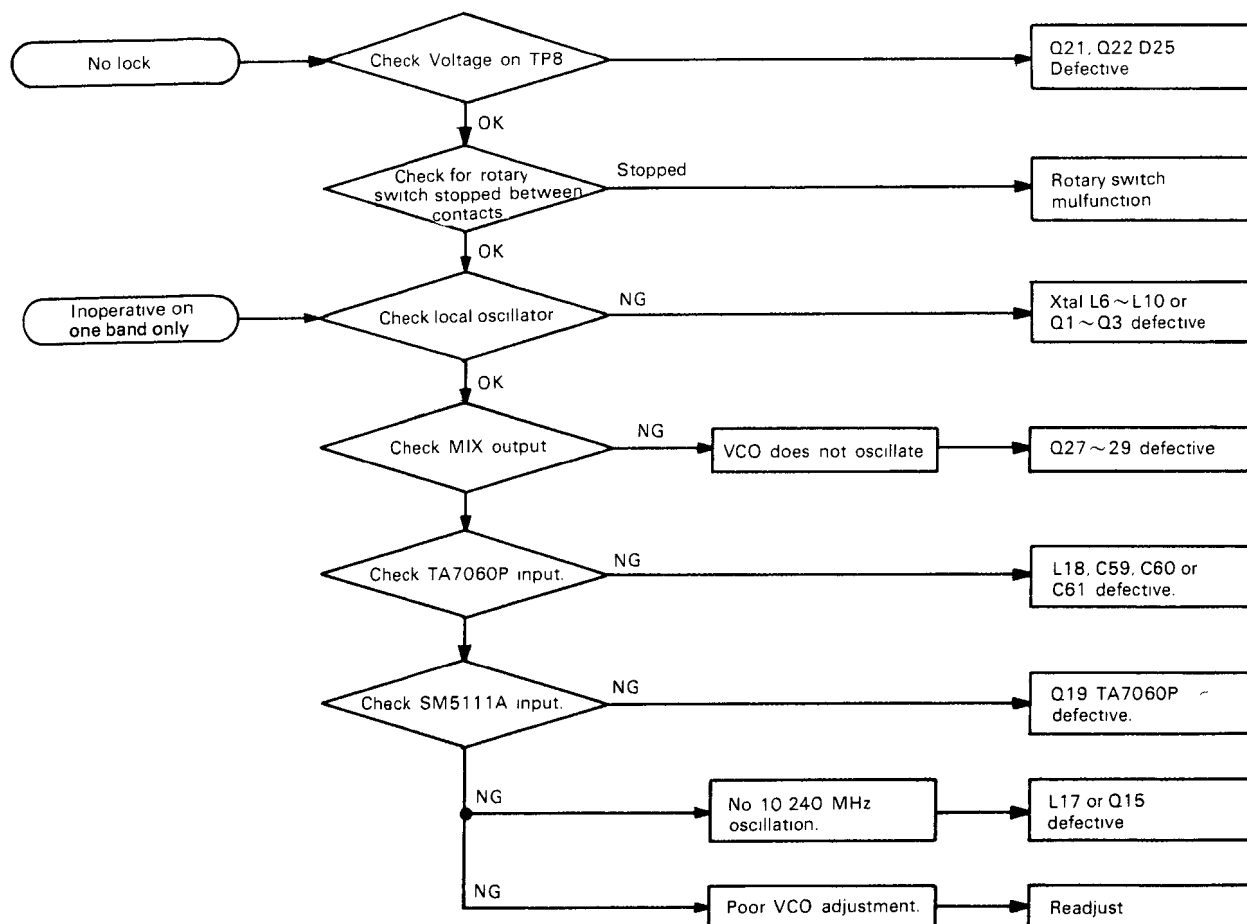 No lock
Check Voltage on TP8
Q21, Q22 D25
Defective
OK
Check for rotary
switch stopped between
contacts
Stopped
Rotary switch
mulfunction
OK
Inoperative on
one band only
Check local oscillator
NG
Xtal L6~L10 or
Q1~Q3 defective
OK
Check MIX output
NG
VCO does not oscillate
Q27~29 defective
Check TA7060P input.
NG
L18, C59, C60 or
C61 defective.
Check SM5111A input.
NG
Q19 TA7060P
defective.
NG
No 10 240 MHz
oscillation.
L17 or Q15
defective
NG
Poor VCO adjustment.
Readjust